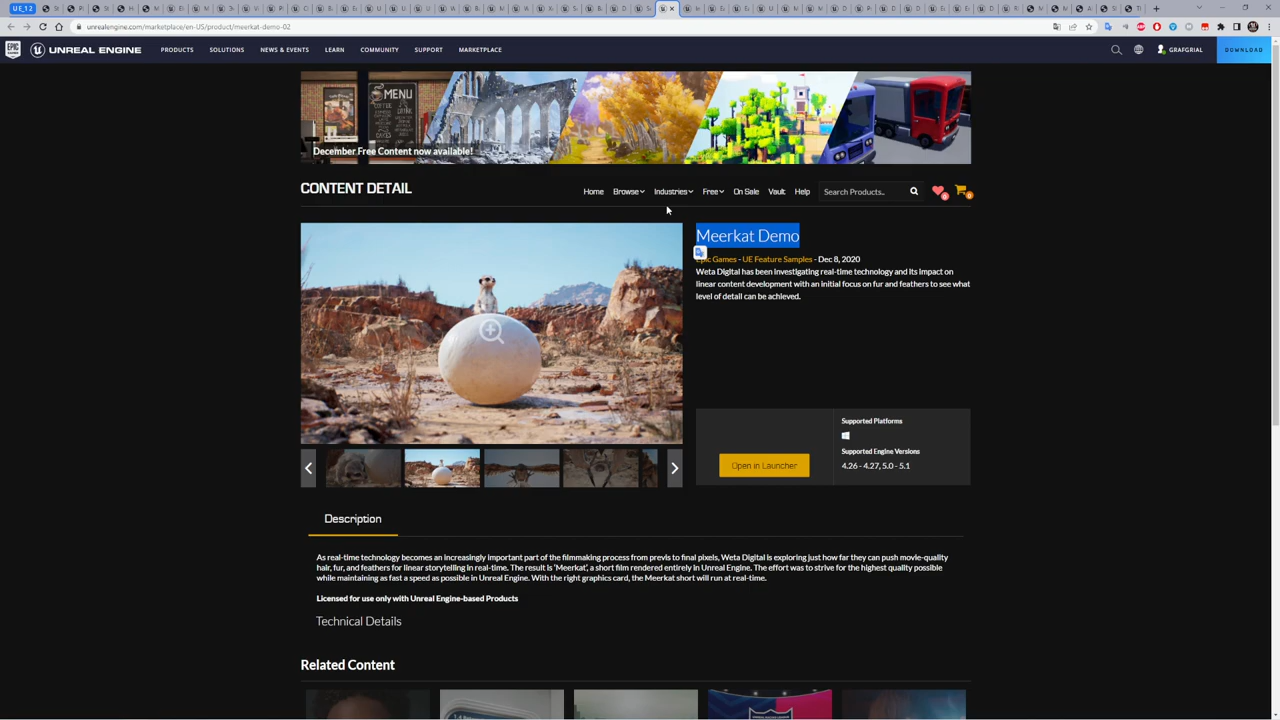 UE_12
unrealengine.com/marketplace/en-US/product/meerkat-demo-02
EPIC GAMES
UNREAL ENGINE
PRODUCTS
SOLUTIONS
NEWS & EVENTS
LEARN
COMMUNITY
SUPPORT
MARKETPLACE
GRAFGRIAL
DOWNLOAD
MENU
December Free Content now available!
CONTENT DETAIL
Home
Browse
Industries
Free
On Sale
Vault
Help
Search Products..
0
0
Meerkat Demo
Epic Games - UE Feature Samples - Dec 8, 2020
Weta Digital has been investigating real-time technology and its impact on
linear content development with an initial focus on fur and feathers to see what
level of detail can be achieved.
Open in Launcher
Supported Platforms
Supported Engine Versions
4.26 - 4.27, 5.0 - 5.1
Description
As real-time technology becomes an increasingly important part of the filmmaking process from previs to final pixels, Weta Digital is exploring just how far they can push movie-quality
hair, fur, and feathers for linear storytelling in real-time. The result is 'Meerkat', a short film rendered entirely in Unreal Engine. The effort was to strive for the highest quality possible
while maintaining as fast a speed as possible in Unreal Engine. With the right graphics card, the Meerkat short will run at real-time.
Licensed for use only with Unreal Engine-based Products
Technical Details
Related Content